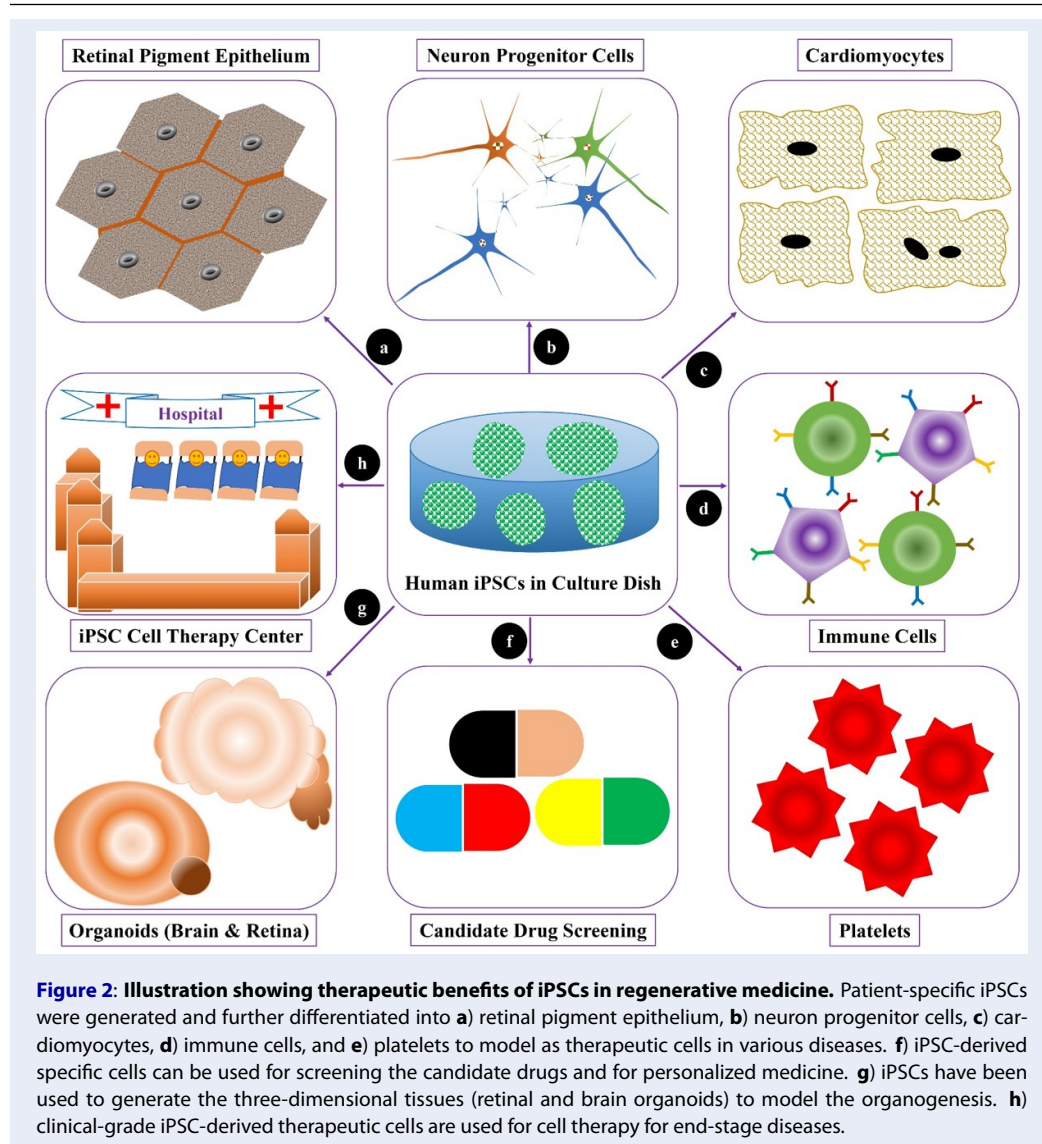 Retinal Pigment Epithelium
Neuron Progenitor Cells
Cardiomyocytes
a
b
c
Hospital
h
d
Human iPSCs in Culture Dish
iPSC Cell Therapy Center
Immune Cells
g
f
e
Organoids (Brain & Retina)
Candidate Drug Screening
Platelets
Figure 2: Illustration showing therapeutic benefits of iPSCs in regenerative medicine. Patient-specific iPSCs
were generated and further differentiated into a) retinal pigment epithelium, b) neuron progenitor cells, c) car-
diomyocytes, d) immune cells, and e) platelets to model as therapeutic cells in various diseases. f) iPSC-derived
specific cells can be used for screening the candidate drugs and for personalized medicine. g) iPSCs have been
used to generate the three-dimensional tissues (retinal and brain organoids) to model the organogenesis. h)
clinical-grade iPSC-derived therapeutic cells are used for cell therapy for end-stage diseases.